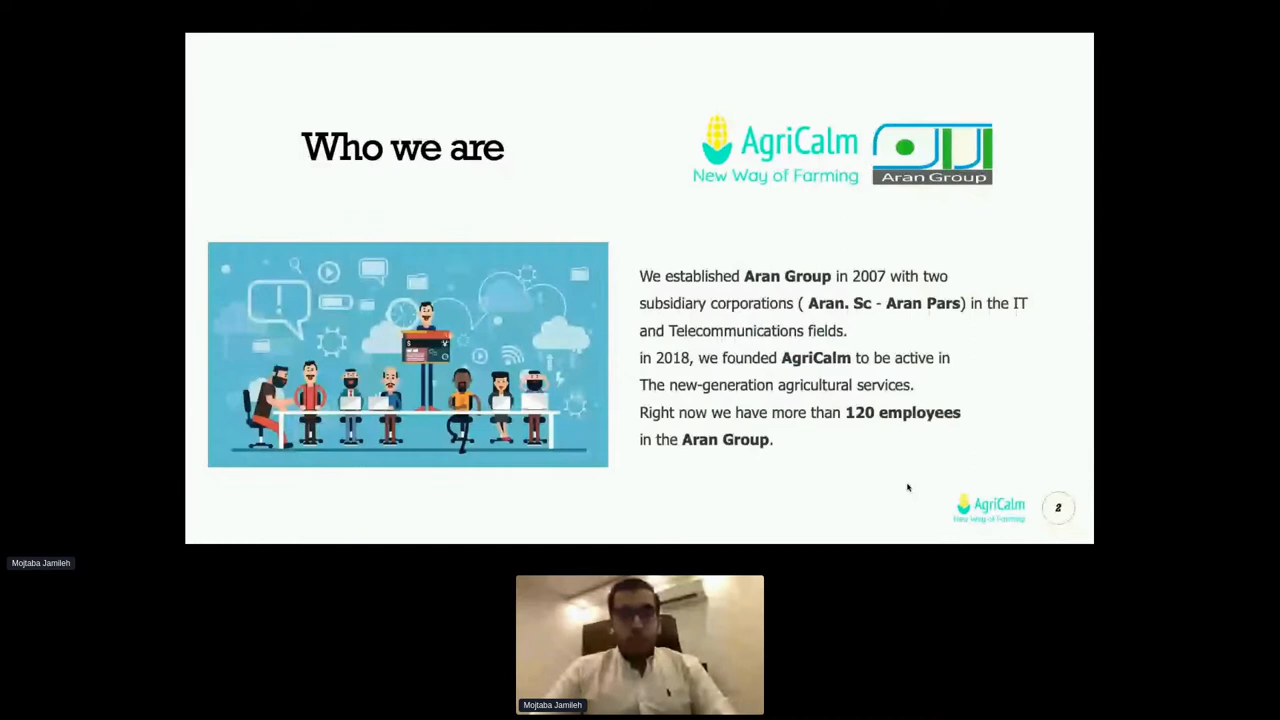 Who we are
AgriCalm
New Way of Farming
Aran Group
We established Aran Group in 2007 with two
subsidiary corporations ( Aran. Sc - Aran Pars) in the IT
and Telecommunications fields.
in 2018, we founded AgriCalm to be active in
The new-generation agricultural services.
Right now we have more than 120 employees
in the Aran Group.
AgriCalm
New Way of Farming
2
Mojtaba Jamileh
Mojtaba Jamileh